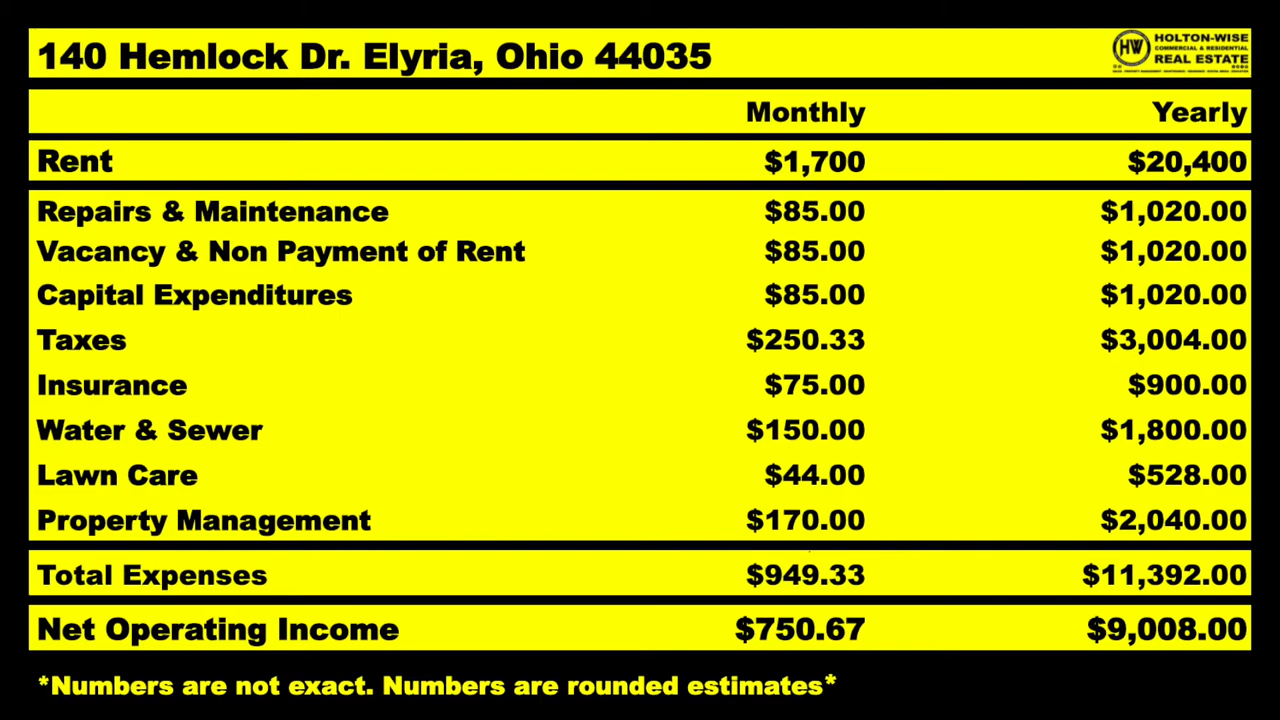 140 Hemlock Dr. Elyria, Ohio 44035
HW
HOLTON-WISE
COMMERCIAL & RESIDENTIAL
REAL ESTATE
Monthly Yearly
Rent $1,700 $20,400
Repairs & Maintenance $85.00 $1,020.00
Vacancy & Non Payment of Rent $85.00 $1,020.00
Capital Expenditures $85.00 $1,020.00
Taxes $250.33 $3,004.00
Insurance $75.00 $900.00
Water & Sewer $150.00 $1,800.00
Lawn Care $44.00 $528.00
Property Management $170.00 $2,040.00
Total Expenses $949.33 $11,392.00
Net Operating Income $750.67 $9,008.00
*Numbers are not exact. Numbers are rounded estimates*